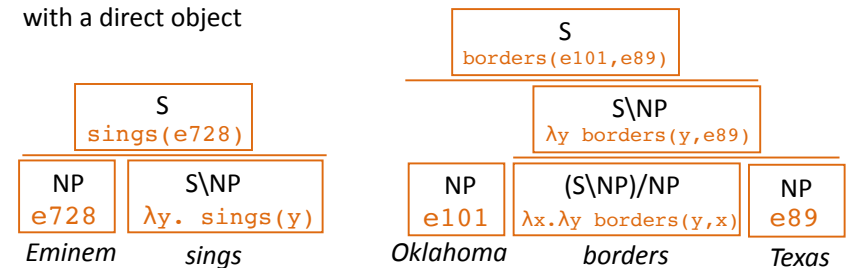 with a direct object
S
borders(e101,e89)
S
sings(e728)
S\NP
λy borders(y,e89)
NP
e728
S\NP
λy. sings(y)
NP
e101
(S\NP)/NP
λx.λy borders(y,x)
NP
e89
Eminem
sings
Oklahoma
borders
Texas